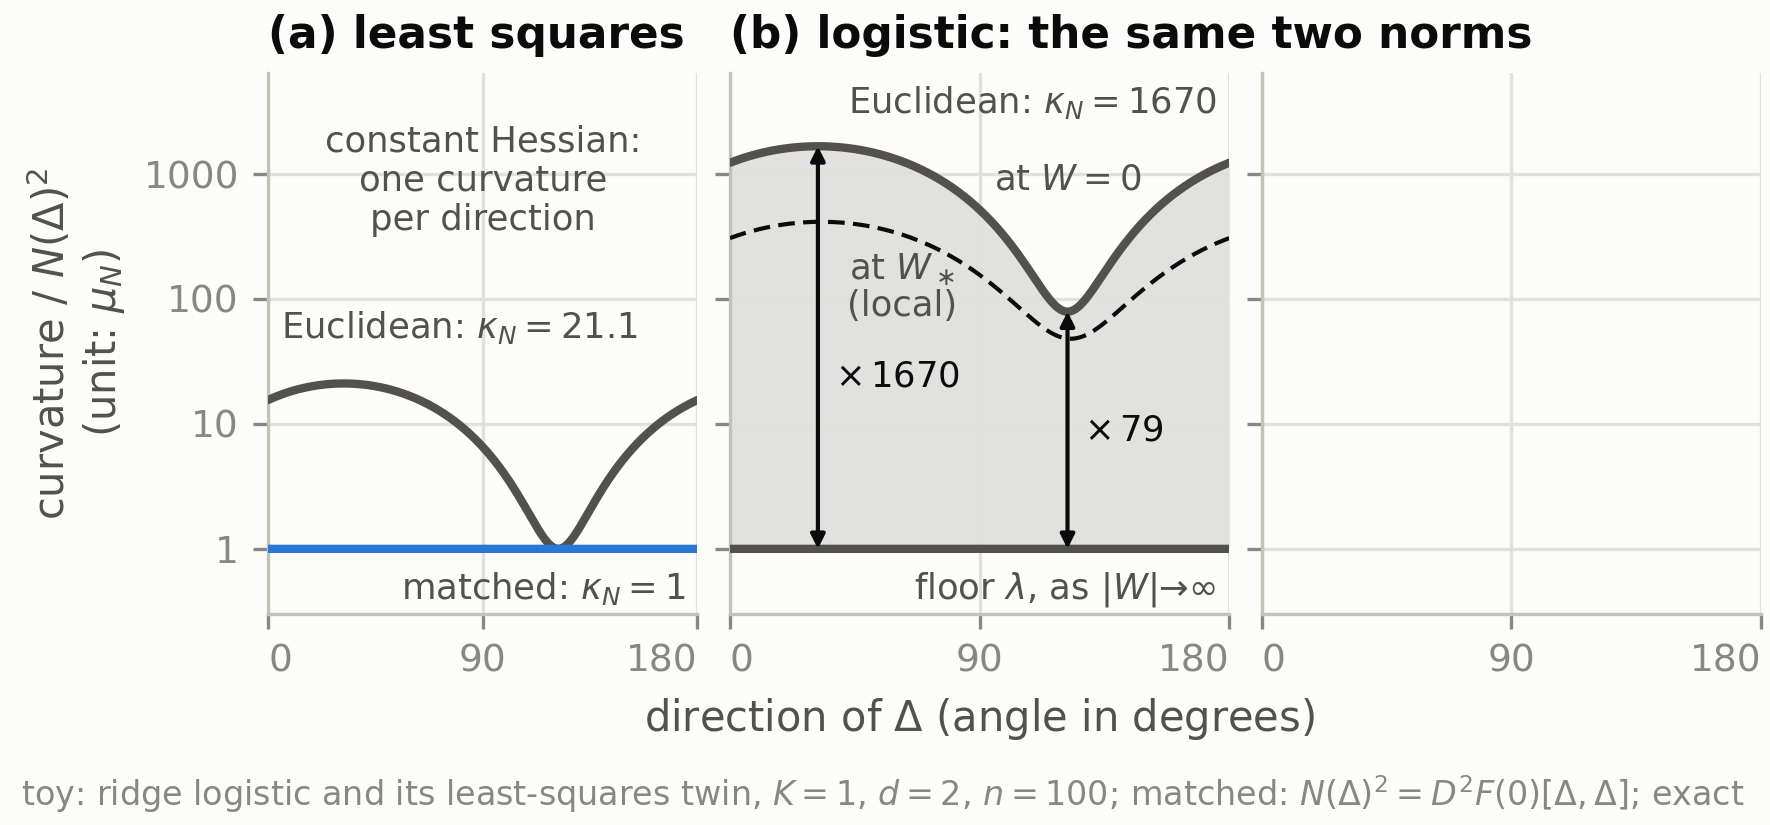 (a) least squares
(b) logistic: the same two norms
curvature / N(Δ)²
(unit: μ_N)
1000
100
10
1
constant Hessian:
one curvature
per direction
Euclidean: κ_N = 21.1
matched: κ_N = 1
0 90 180
Euclidean: κ_N = 1670
at W = 0
at W_*
(local)
× 1670
× 79
floor λ, as |W|→∞
0 90 180
0 90 180
direction of Δ (angle in degrees)
toy: ridge logistic and its least-squares twin, K = 1, d = 2, n = 100; matched: N(Δ)² = D²F(0)[Δ, Δ]; exact